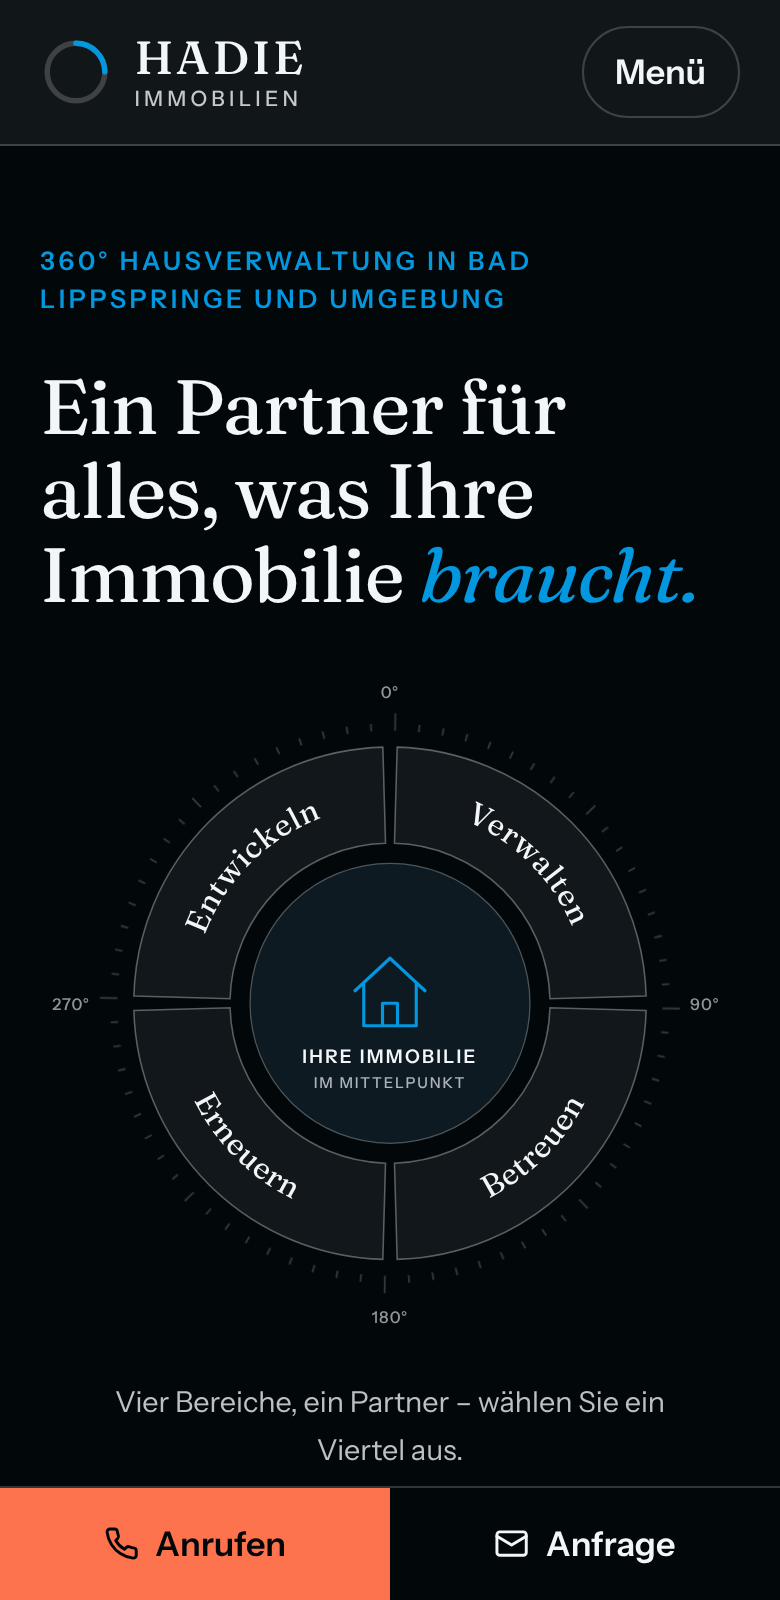 HADIE
IMMOBILIEN
Menü
360° HAUSVERWALTUNG IN BAD
LIPPSPRINGE UND UMGEBUNG
Ein Partner für
alles, was Ihre
Immobilie braucht.
0°
Entwickeln
Verwalten
270°
90°
IHRE IMMOBILIE
IM MITTELPUNKT
Erneuern
Betreuen
180°
Vier Bereiche, ein Partner – wählen Sie ein
Viertel aus.
Anrufen
Anfrage